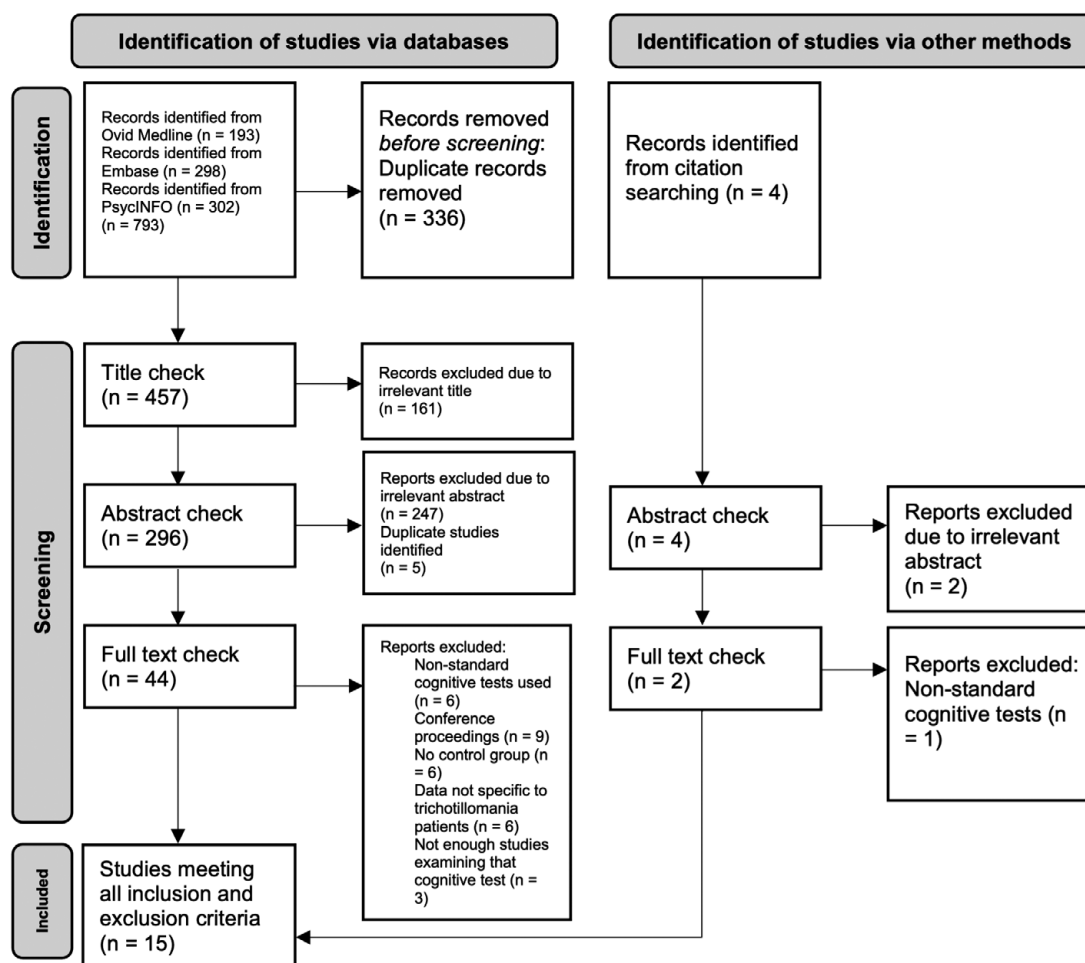 Identification of studies via databases
Identification of studies via other methods
Identification
Records identified from
Ovid Medline (n = 193)
Records identified from
Embase (n = 298)
Records identified from
PsycINFO (n = 302)
(n = 793)
Records removed
before screening:
Duplicate records
removed
(n = 336)
Records identified
from citation
searching (n = 4)
Screening
Title check
(n = 457)
Records excluded due to
irrelevant title
(n = 161)
Abstract check
(n = 296)
Reports excluded due to
irrelevant abstract
(n = 247)
Duplicate studies
identified
(n = 5)
Abstract check
(n = 4)
Reports excluded
due to irrelevant
abstract
(n = 2)
Full text check
(n = 44)
Reports excluded:
Non-standard
cognitive tests used
(n = 6)
Conference
proceedings (n = 9)
No control group (n
= 6)
Data not specific to
trichotillomania
patients (n = 6)
Not enough studies
examining that
cognitive test (n =
3)
Full text check
(n = 2)
Reports excluded:
Non-standard
cognitive tests (n
= 1)
Included
Studies meeting
all inclusion and
exclusion criteria
(n = 15)